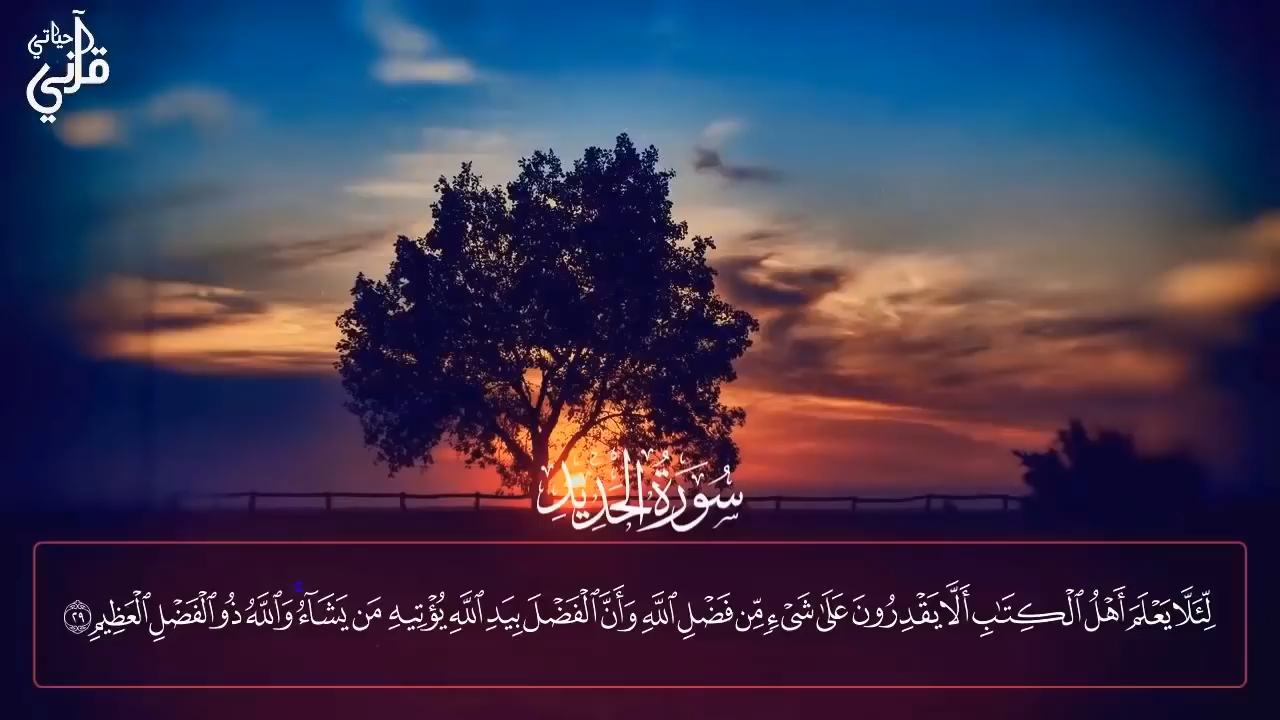 حياتي
قرآني
سُورَةُ الحَدِيدِ
لِّئَلَّا يَعْلَمَ أَهْلُ ٱلْكِتَٰبِ أَلَّا يَقْدِرُونَ عَلَىٰ شَىْءٍ مِّن فَضْلِ ٱللَّهِ وَأَنَّ ٱلْفَضْلَ بِيَدِ ٱللَّهِ يُؤْتِيهِ مَن يَشَآءُ ۚ وَٱللَّهُ ذُو ٱلْفَضْلِ ٱلْعَظِيمِ ٢٩